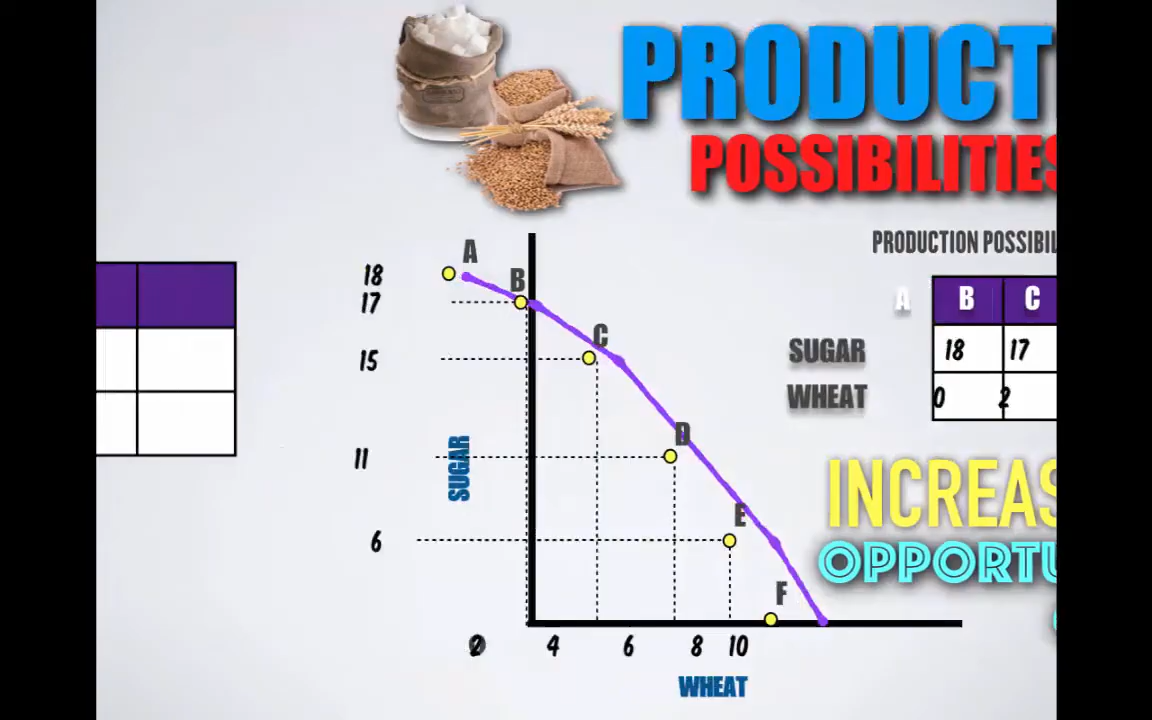 PRODUCT
POSSIBILITIES
PRODUCTION POSSIBIL
A B C
SUGAR 18 17
WHEAT 0 2
INCREAS
OPPORTU
A
B
C
D
E
F
18
17
15
11
6
SUGAR
2 4 6 8 10
WHEAT